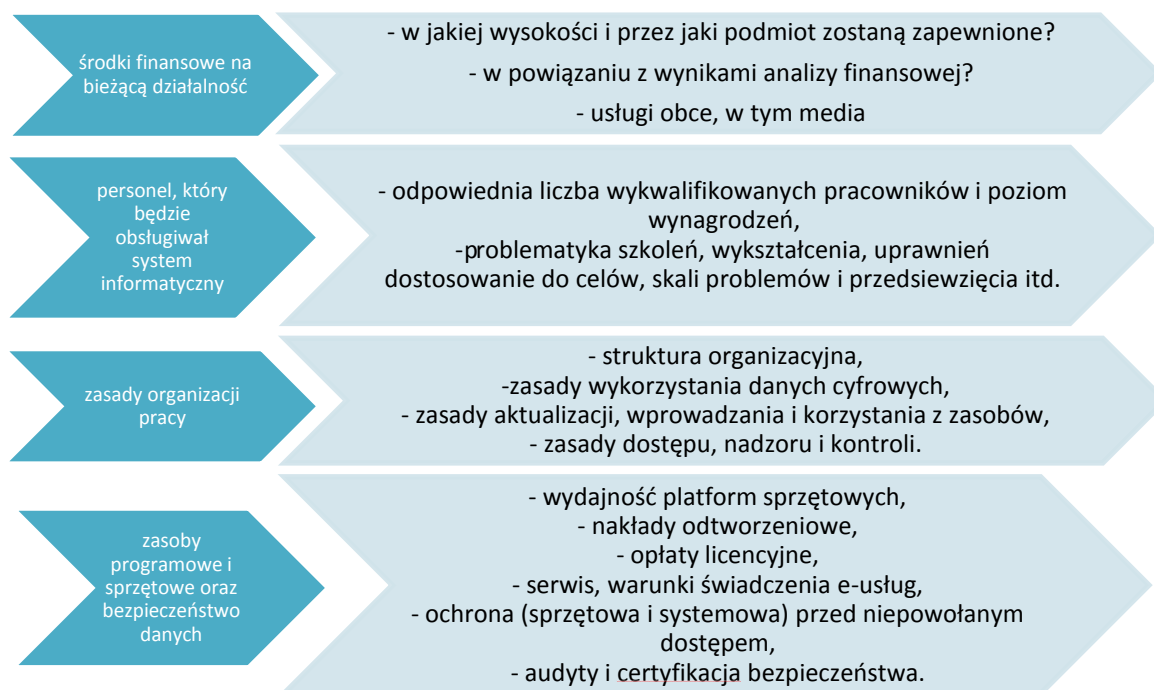 środki finansowe na
bieżącą działalność
- w jakiej wysokości i przez jaki podmiot zostaną zapewnione?
- w powiązaniu z wynikami analizy finansowej?
- usługi obce, w tym media
personel, który
będzie
obsługiwał
system
informatyczny
- odpowiednia liczba wykwalifikowanych pracowników i poziom
wynagrodzeń,
-problematyka szkoleń, wykształcenia, uprawnień
dostosowanie do celów, skali problemów i przedsiewzięcia itd.
zasady organizacji
pracy
- struktura organizacyjna,
-zasady wykorzystania danych cyfrowych,
- zasady aktualizacji, wprowadzania i korzystania z zasobów,
- zasady dostępu, nadzoru i kontroli.
zasoby
programowe i
sprzętowe oraz
bezpieczeństwo
danych
- wydajność platform sprzętowych,
- nakłady odtworzeniowe,
- opłaty licencyjne,
- serwis, warunki świadczenia e-usług,
- ochrona (sprzętowa i systemowa) przed niepowołanym
dostępem,
- audyty i certyfikacja bezpieczeństwa.